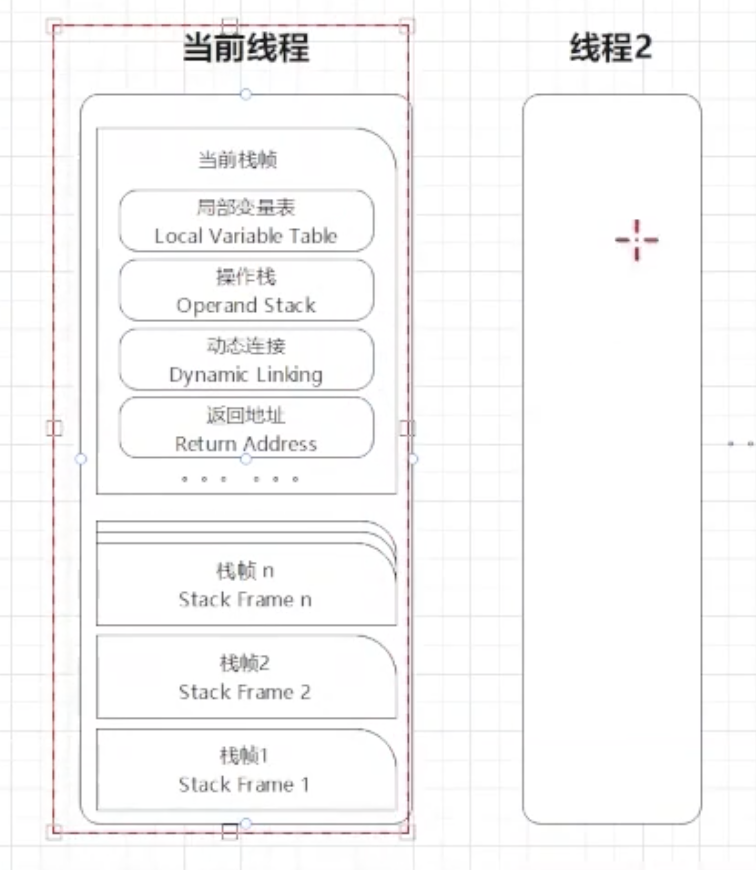 当前线程
线程2
当前栈帧
局部变量表
Local Variable Table
操作栈
Operand Stack
动态连接
Dynamic Linking
返回地址
Return Address
栈帧 n
Stack Frame n
栈帧2
Stack Frame 2
栈帧1
Stack Frame 1